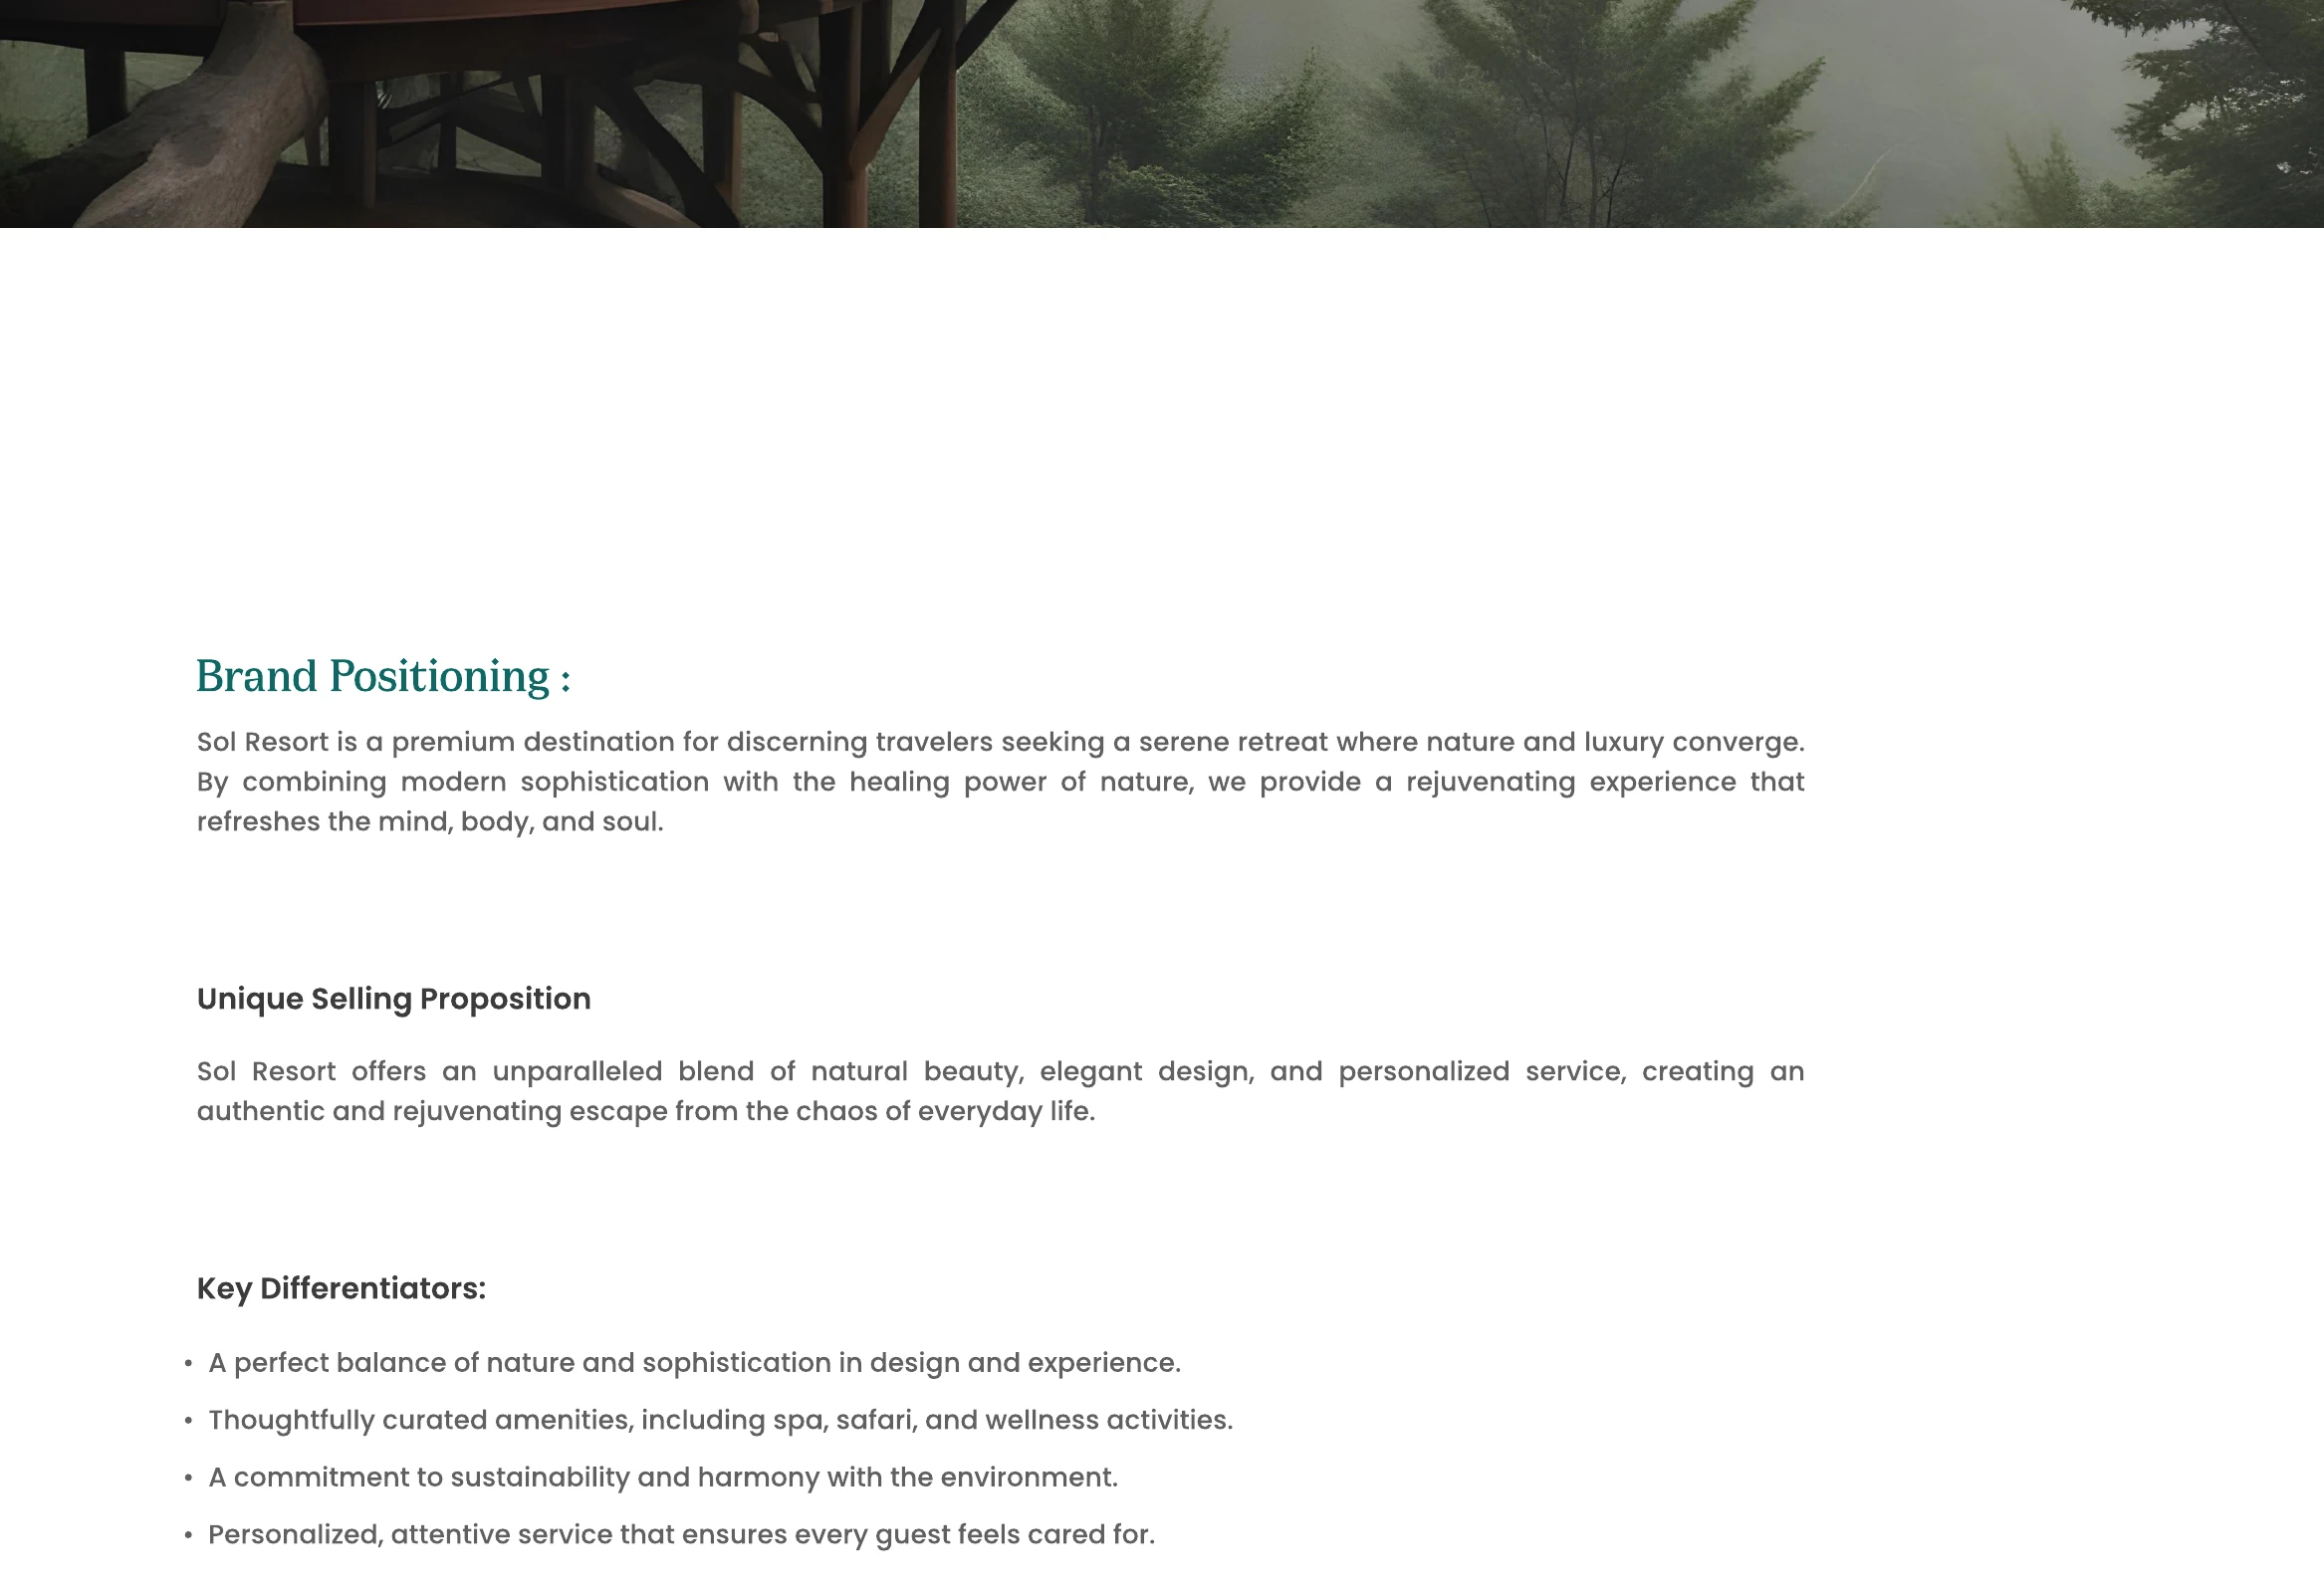 Brand Positioning :
Sol Resort is a premium destination for discerning travelers seeking a serene retreat where nature and luxury converge.
By combining modern sophistication with the healing power of nature, we provide a rejuvenating experience that
refreshes the mind, body, and soul.
Unique Selling Proposition
Sol Resort offers an unparalleled blend of natural beauty, elegant design, and personalized service, creating an
authentic and rejuvenating escape from the chaos of everyday life.
Key Differentiators:
• A perfect balance of nature and sophistication in design and experience.
• Thoughtfully curated amenities, including spa, safari, and wellness activities.
• A commitment to sustainability and harmony with the environment.
• Personalized, attentive service that ensures every guest feels cared for.